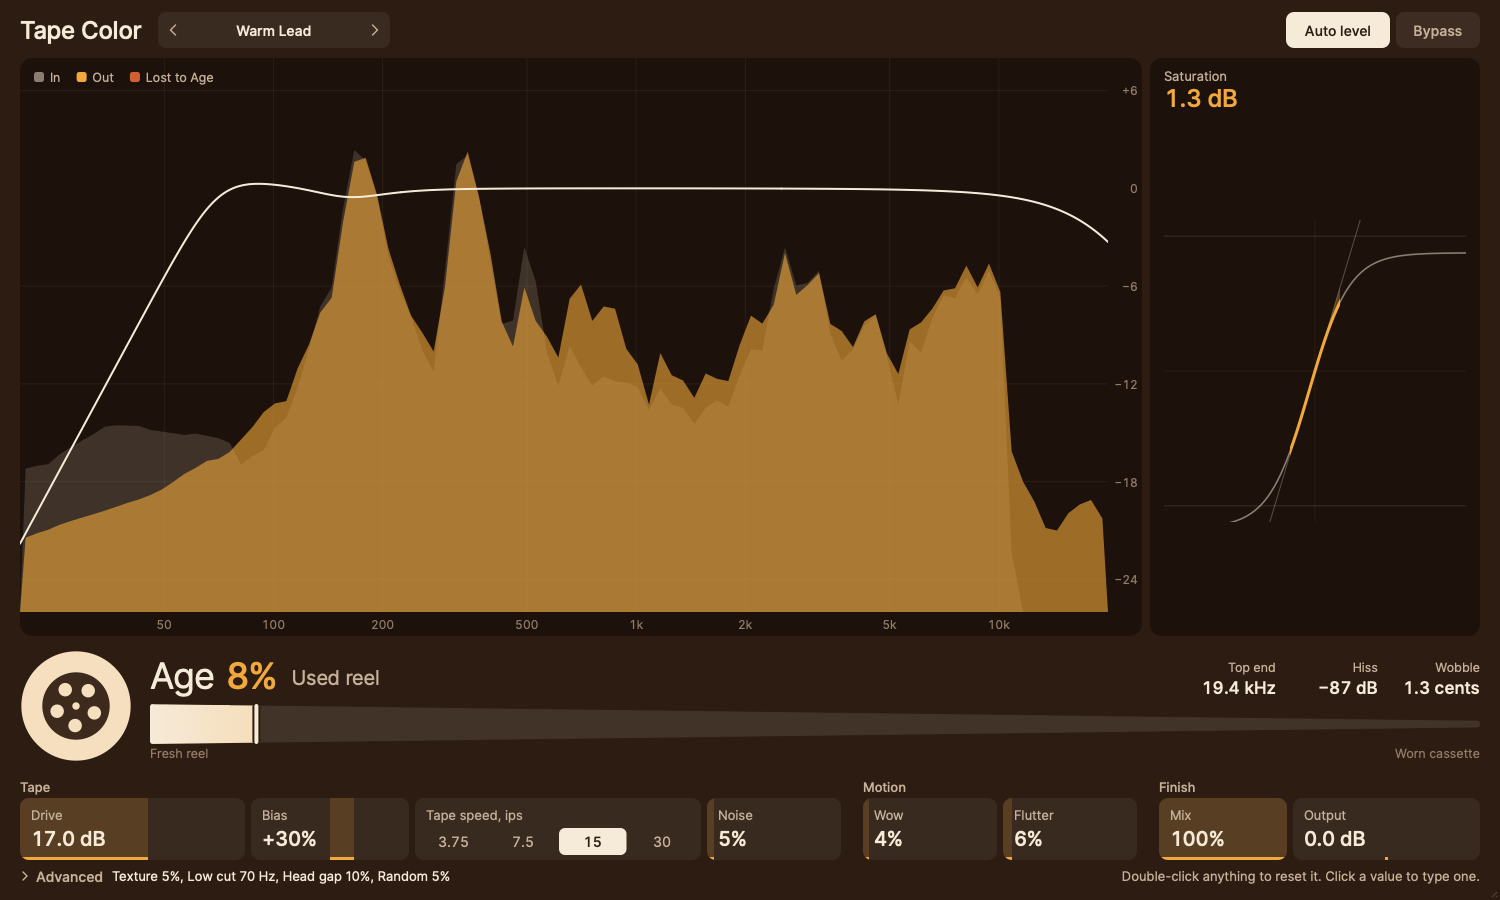 Tape Color
Warm Lead
Auto level
Bypass
In
Out
Lost to Age
+6
0
−6
−12
−18
−24
50
100
200
500
1k
2k
5k
10k
Saturation
1.3 dB
Age 8% Used reel
Top end
19.4 kHz
Hiss
−87 dB
Wobble
1.3 cents
Fresh reel
Worn cassette
Tape
Drive
17.0 dB
Bias
+30%
Tape speed, ips
3.75
7.5
15
30
Noise
5%
Motion
Wow
4%
Flutter
6%
Finish
Mix
100%
Output
0.0 dB
Advanced Texture 5%, Low cut 70 Hz, Head gap 10%, Random 5%
Double-click anything to reset it. Click a value to type one.